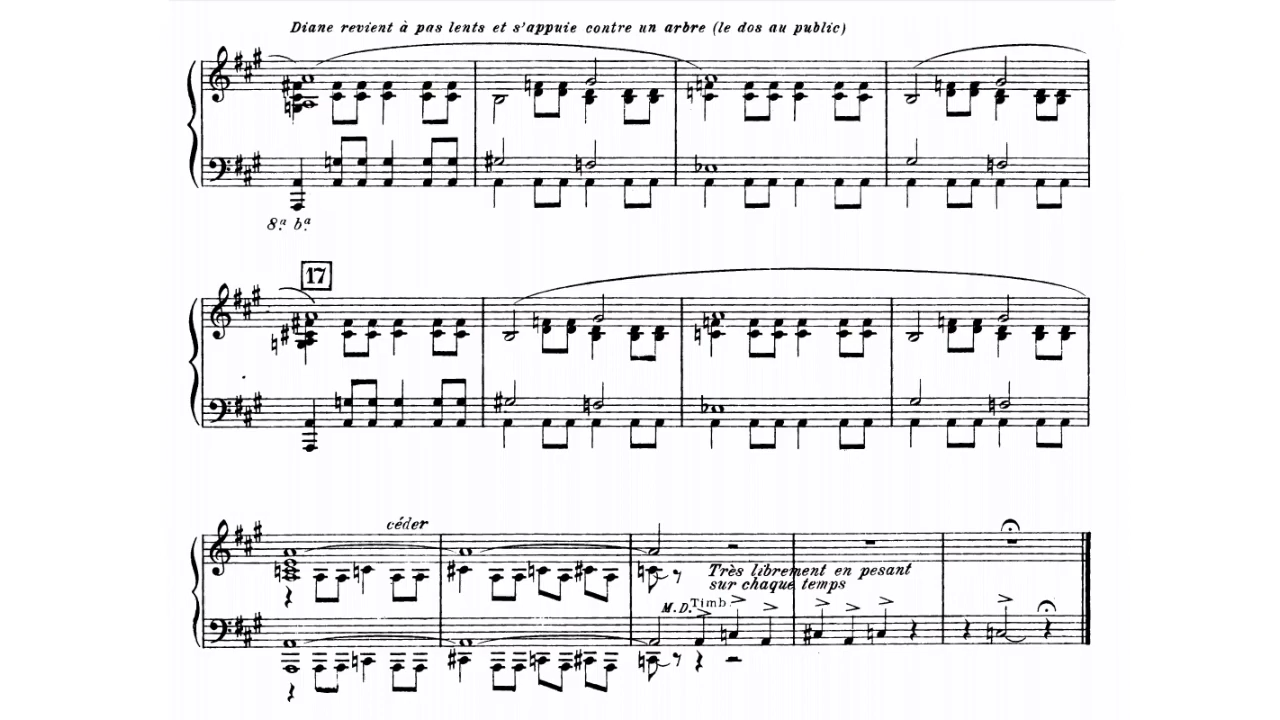 Diane revient à pas lents et s'appuie contre un arbre (le dos au public)
8ª bª
17
céder
Très librement en pesant
sur chaque temps
M.D. Timb.